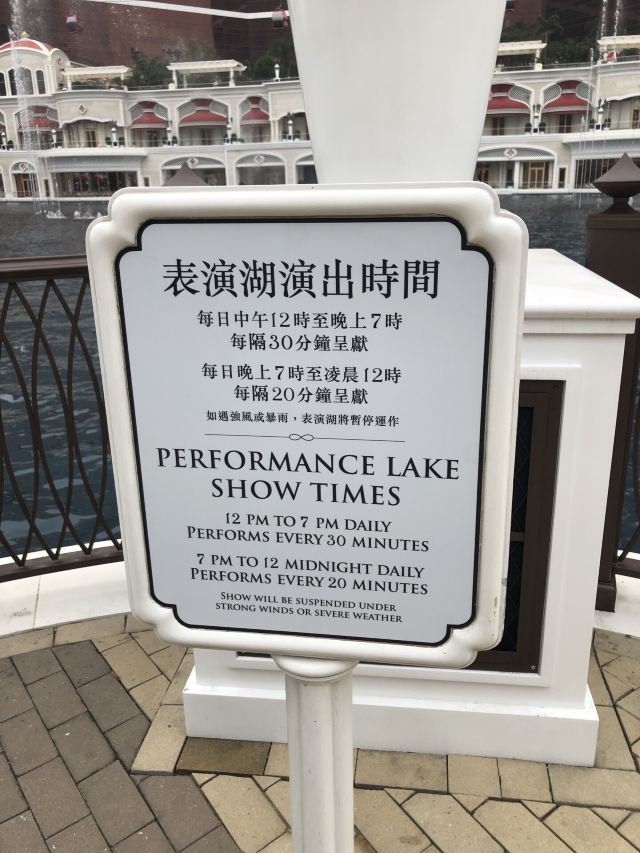 表演湖演出時間
每日中午12時至晚上7時
每隔30分鐘呈獻
每日晚上7時至凌晨12時
每隔20分鐘呈獻
如遇強風或暴雨，表演湖將暫停運作
PERFORMANCE LAKE
SHOW TIMES
12 PM TO 7 PM DAILY
PERFORMS EVERY 30 MINUTES
7 PM TO 12 MIDNIGHT DAILY
PERFORMS EVERY 20 MINUTES
SHOW WILL BE SUSPENDED UNDER
STRONG WINDS OR SEVERE WEATHER